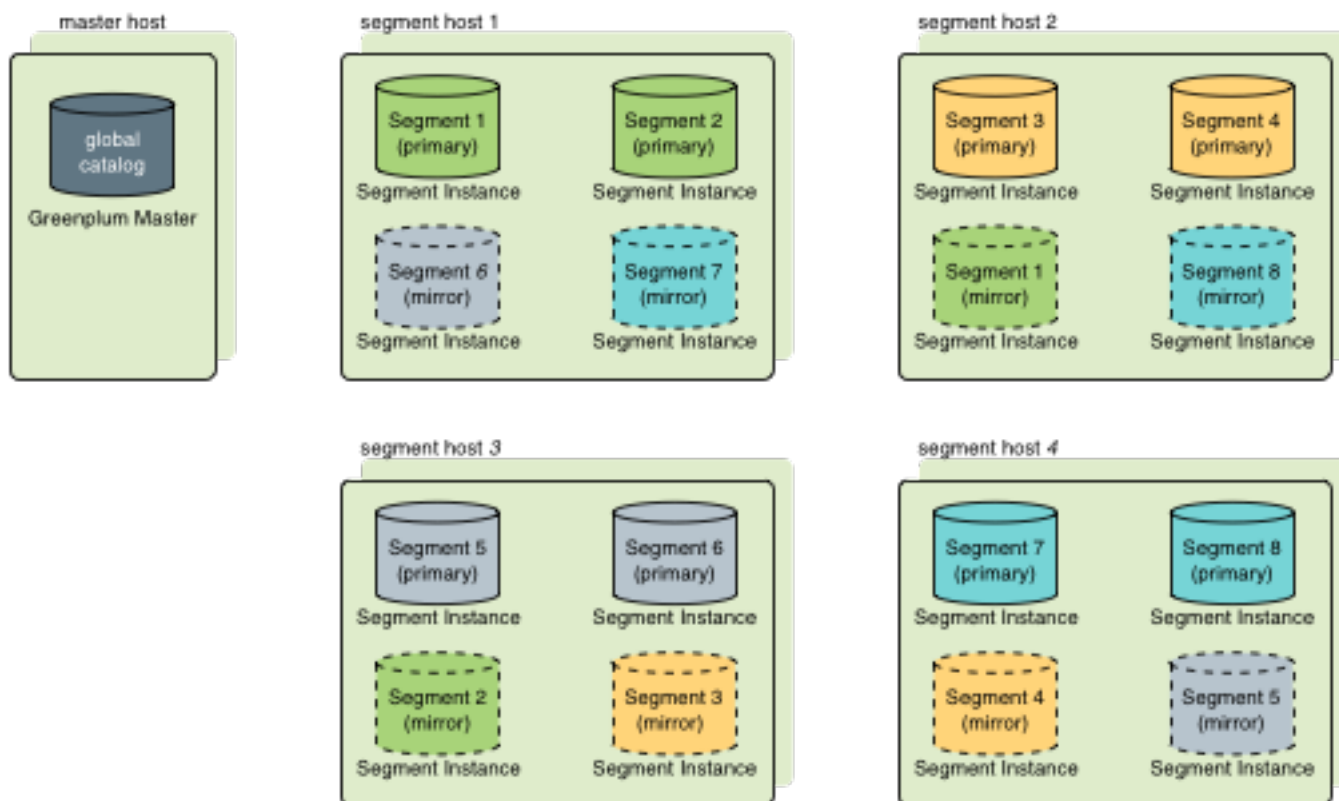 master host
global
catalog
Greenplum Master
segment host 1
Segment 1
(primary)
Segment Instance
Segment 2
(primary)
Segment Instance
Segment 6
(mirror)
Segment Instance
Segment 7
(mirror)
Segment Instance
segment host 2
Segment 3
(primary)
Segment Instance
Segment 4
(primary)
Segment Instance
Segment 1
(mirror)
Segment Instance
Segment 8
(mirror)
Segment Instance
segment host 3
Segment 5
(primary)
Segment Instance
Segment 6
(primary)
Segment Instance
Segment 2
(mirror)
Segment Instance
Segment 3
(mirror)
Segment Instance
segment host 4
Segment 7
(primary)
Segment Instance
Segment 8
(primary)
Segment Instance
Segment 4
(mirror)
Segment Instance
Segment 5
(mirror)
Segment Instance